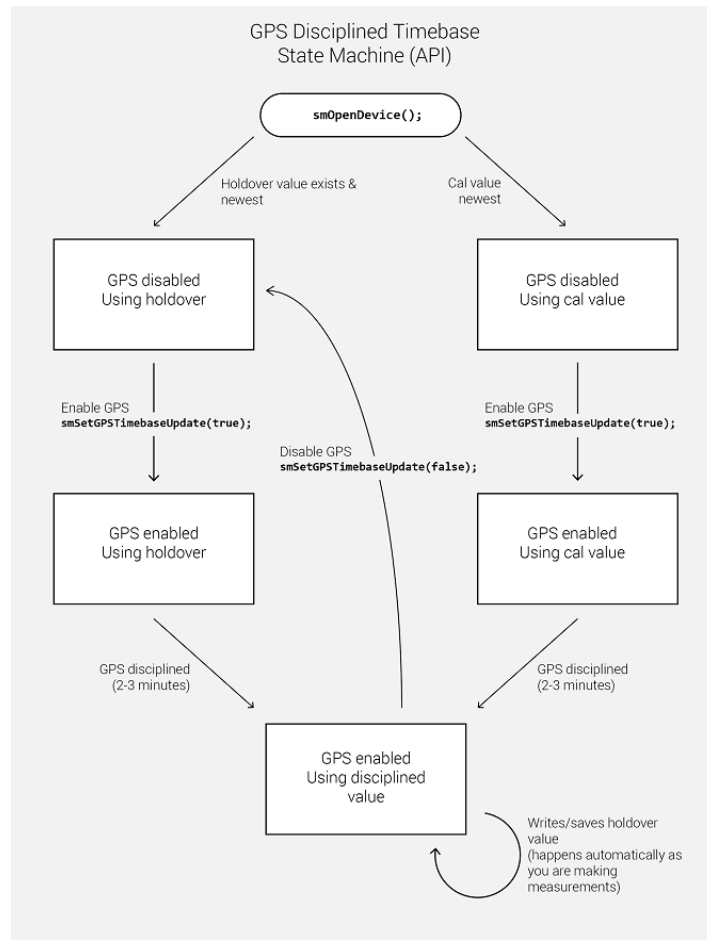 GPS Disciplined Timebase
State Machine (API)
smOpenDevice();
Holdover value exists &
newest
Cal value
newest
GPS disabled
Using holdover
GPS disabled
Using cal value
Enable GPS
smSetGPSTimebaseUpdate(true);
Enable GPS
smSetGPSTimebaseUpdate(true);
Disable GPS
smSetGPSTimebaseUpdate(false);
GPS enabled
Using holdover
GPS enabled
Using cal value
GPS disciplined
(2-3 minutes)
GPS disciplined
(2-3 minutes)
GPS enabled
Using disciplined
value
Writes/saves holdover
value
(happens automatically as
you are making
measurements)